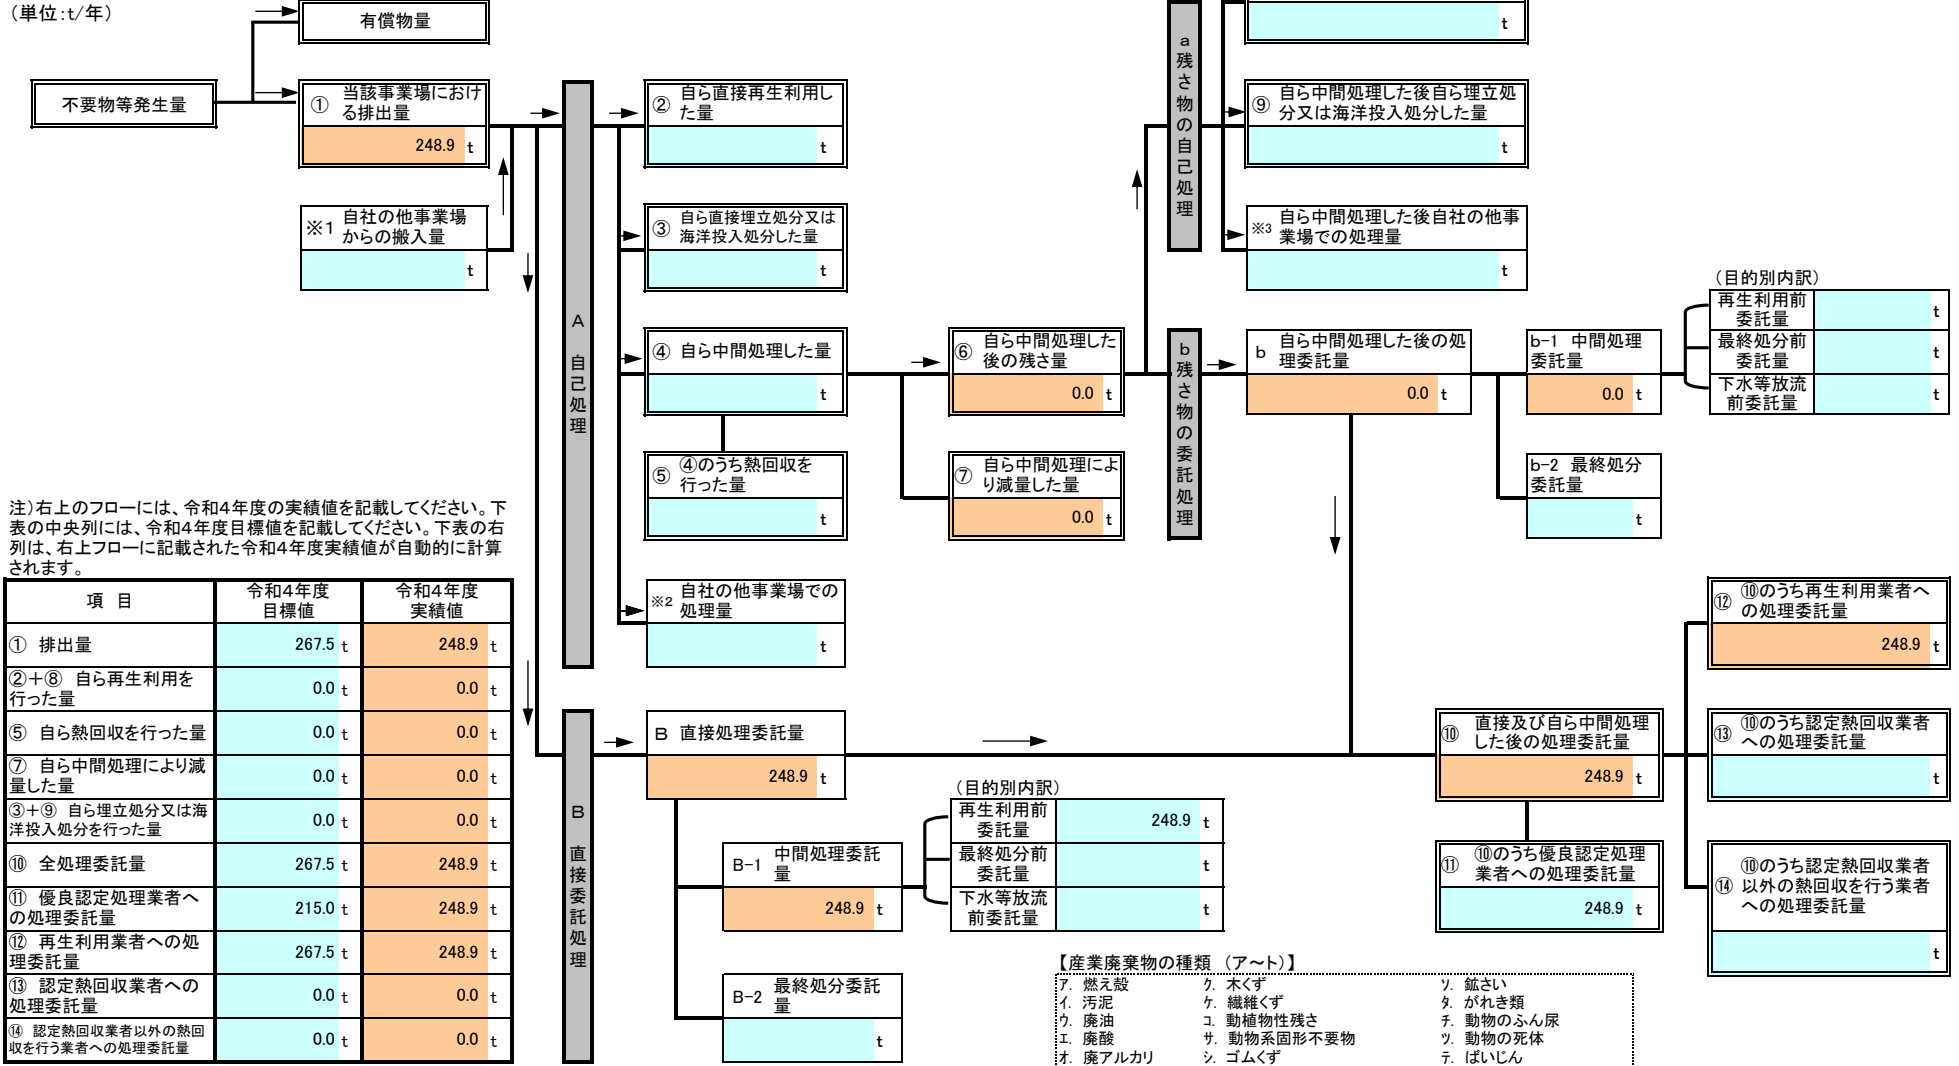 (単位:t/年)
有償物量
不要物等発生量
① 当該事業場におけ
る排出量
248.9 t
※1 自社の他事業場
からの搬入量
t
A 自己処理
② 自ら直接再生利用し
た量
t
③ 自ら直接埋立処分又は
海洋投入処分した量
t
④ 自ら中間処理した量
t
⑤ ④のうち熱回収を
行った量
t
※2 自社の他事業場での
処理量
t
⑥ 自ら中間処理した
後の残さ量
0.0 t
⑦ 自ら中間処理によ
り減量した量
0.0 t
a 残さ物の自己処理
t
⑨ 自ら中間処理した後自ら埋立処
分又は海洋投入処分した量
t
※3 自ら中間処理した後自社の他事
業場での処理量
t
b 残さ物の委託処理
b 自ら中間処理した後の処
理委託量
0.0 t
b-1 中間処理
委託量
0.0 t
b-2 最終処分
委託量
t
(目的別内訳)
再生利用前
委託量
t
最終処分前
委託量
t
下水等放流
前委託量
t
注)右上のフローには、令和4年度の実績値を記載してください。下
表の中央列には、令和4年度目標値を記載してください。下表の右
列は、右上フローに記載された令和4年度実績値が自動的に計算
されます。
項 目 令和4年度
目標値 令和4年度
実績値
① 排出量 267.5 t 248.9 t
②+⑧ 自ら再生利用を
行った量 0.0 t 0.0 t
⑤ 自ら熱回収を行った量 0.0 t 0.0 t
⑦ 自ら中間処理により減
量した量 0.0 t 0.0 t
③+⑨ 自ら埋立処分又は海
洋投入処分を行った量 0.0 t 0.0 t
⑩ 全処理委託量 267.5 t 248.9 t
⑪ 優良認定処理業者へ
の処理委託量 215.0 t 248.9 t
⑫ 再生利用業者への処
理委託量 267.5 t 248.9 t
⑬ 認定熱回収業者への
処理委託量 0.0 t 0.0 t
⑭ 認定熱回収業者以外の熱回
収を行う業者への処理委託量 0.0 t 0.0 t
B 直接委託処理
B 直接処理委託量
248.9 t
B-1 中間処理委託
量
248.9 t
B-2 最終処分委託
量
t
(目的別内訳)
再生利用前
委託量
248.9 t
最終処分前
委託量
t
下水等放流
前委託量
t
⑩ 直接及び自ら中間処理
した後の処理委託量
248.9 t
⑪ ⑩のうち優良認定処理
業者への処理委託量
248.9 t
⑫ ⑩のうち再生利用業者へ
の処理委託量
248.9 t
⑬ ⑩のうち認定熱回収業者
への処理委託量
t
⑭ ⑩のうち認定熱回収業者
以外の熱回収を行う業者
への処理委託量
t
【産業廃棄物の種類 (ア~ト)】
ア. 燃え殻 ク. 木くず ソ. 鉱さい
イ. 汚泥 ケ. 繊維くず タ. がれき類
ウ. 廃油 コ. 動植物性残さ チ. 動物のふん尿
エ. 廃酸 サ. 動物系固形不要物 ツ. 動物の死体
オ. 廃アルカリ シ. ゴムくず テ. ばいじん